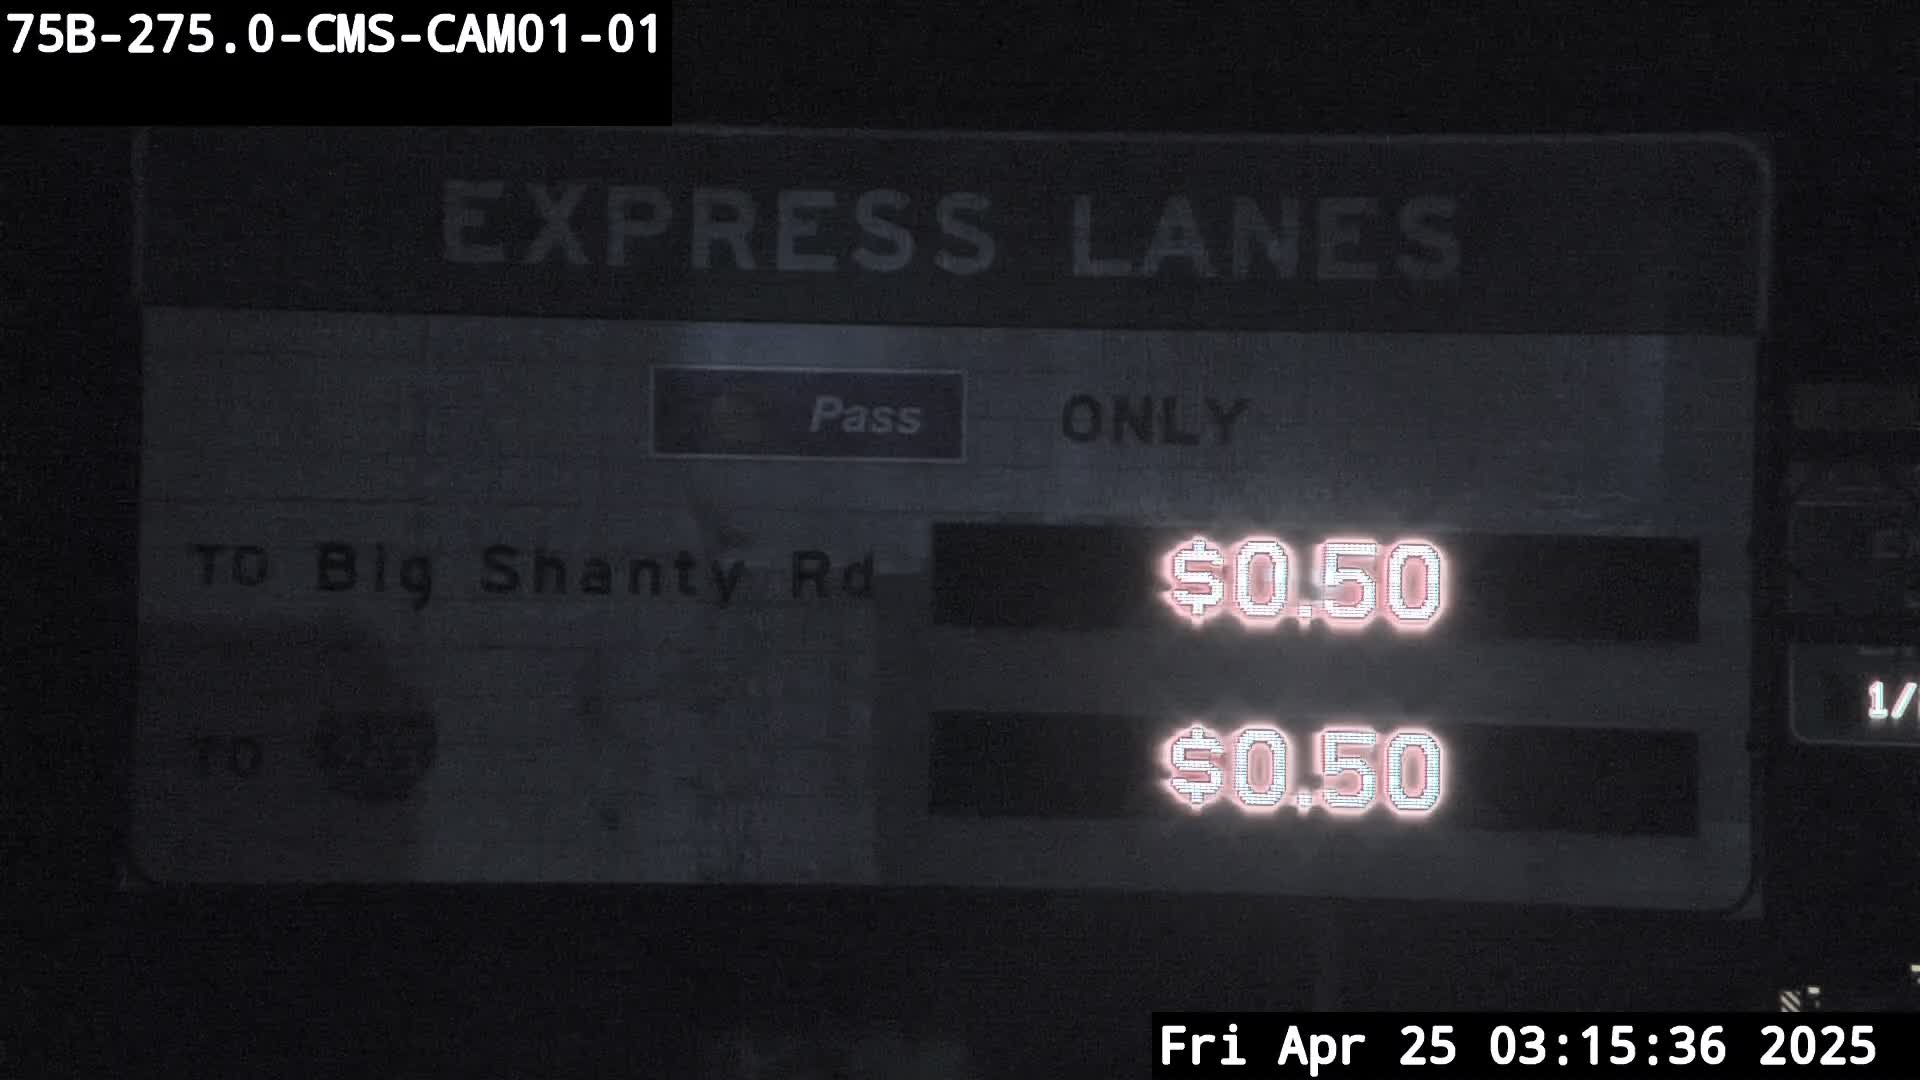 75B-275.0-CMS-CAM01-01
EXPRESS LANES
Pass ONLY
TO Big Shanty Rd $0.50
TO $0.50
1/
Fri Apr 25 03:15:36 2025